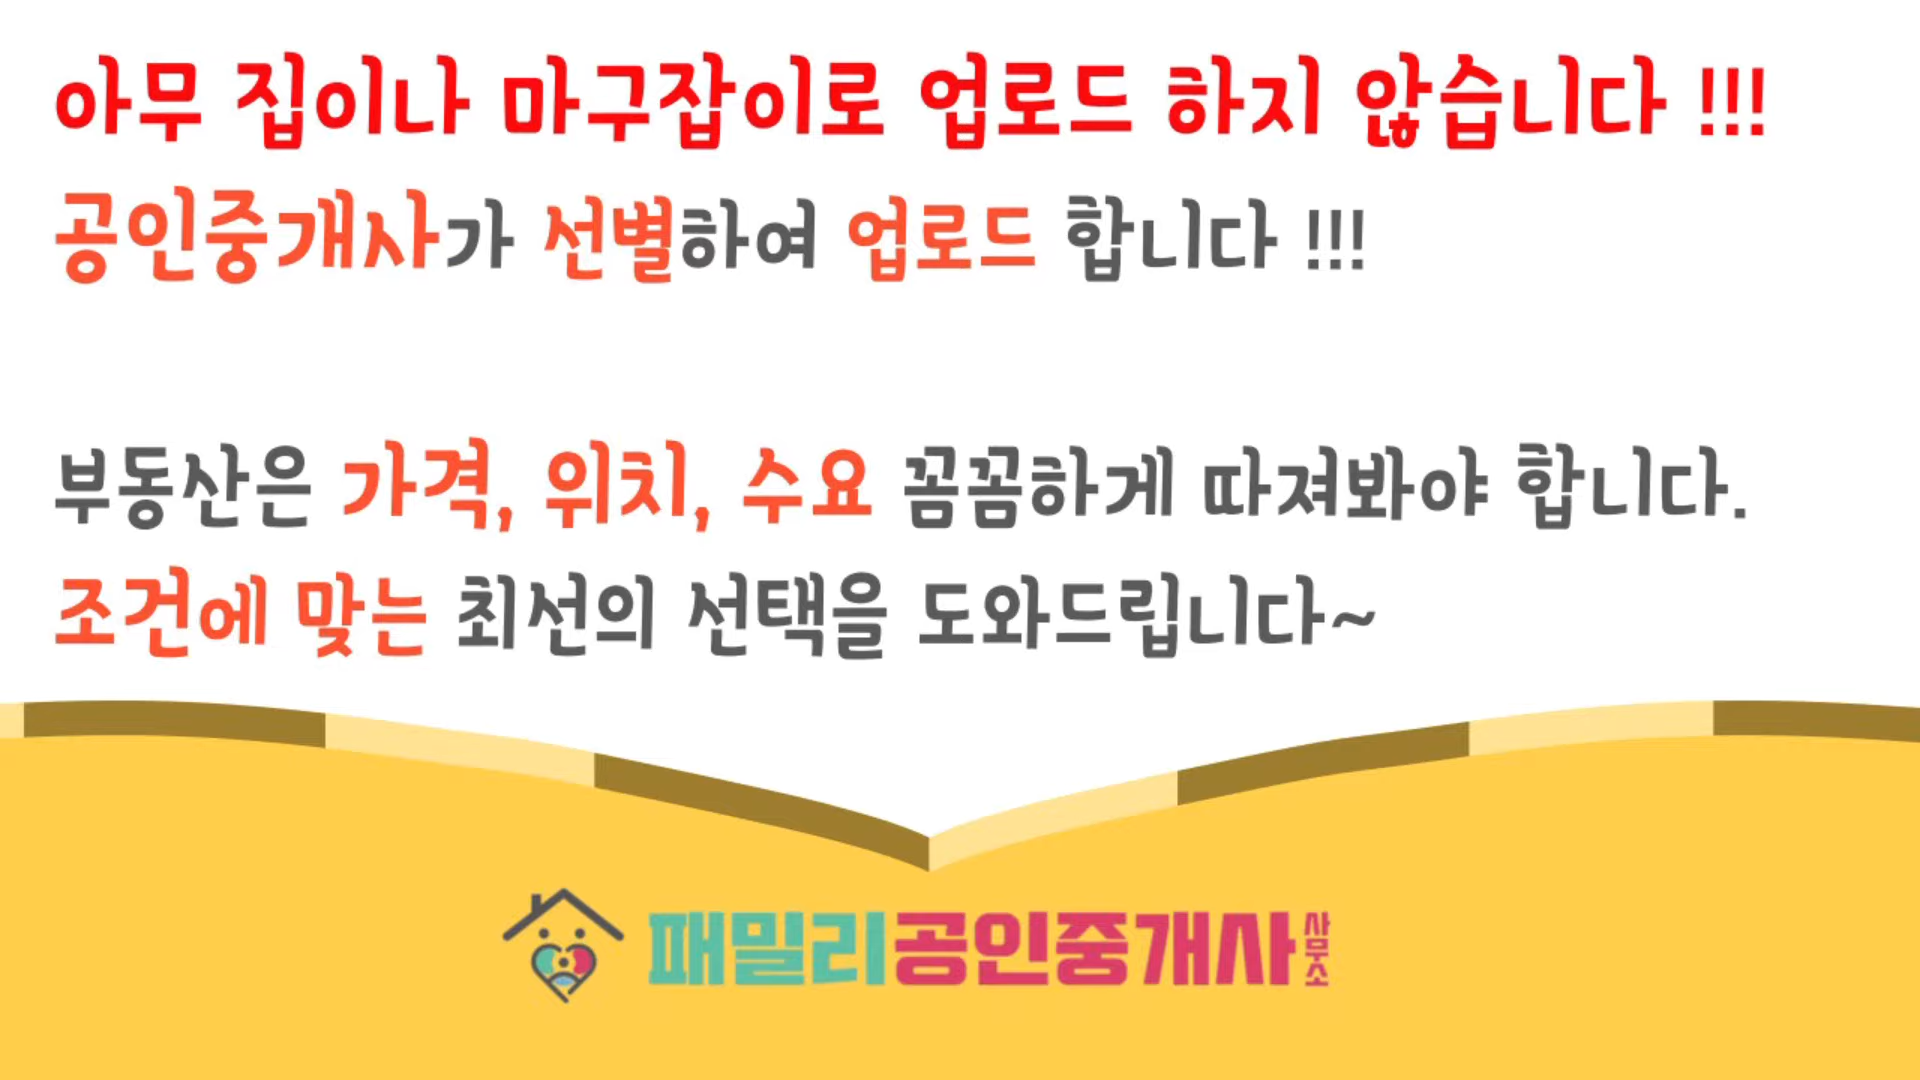 아무 집이나 마구잡이로 업로드 하지 않습니다 !!!
공인중개사가 선별하여 업로드 합니다 !!!
부동산은 가격, 위치, 수요 꼼꼼하게 따져봐야 합니다.
조건에 맞는 최선의 선택을 도와드립니다~
패밀리공인중개사사무소